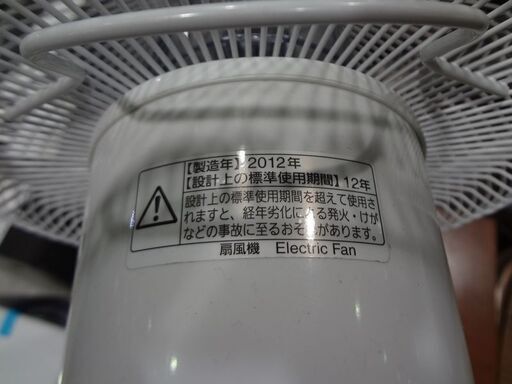 【製造年】2012年
【設計上の標準使用期間】12年
設計上の標準使用期間を超えて使用さ
れますと、経年劣化による発火・けが
などの事故に至るおそれがあります。
扇風機 Electric Fan